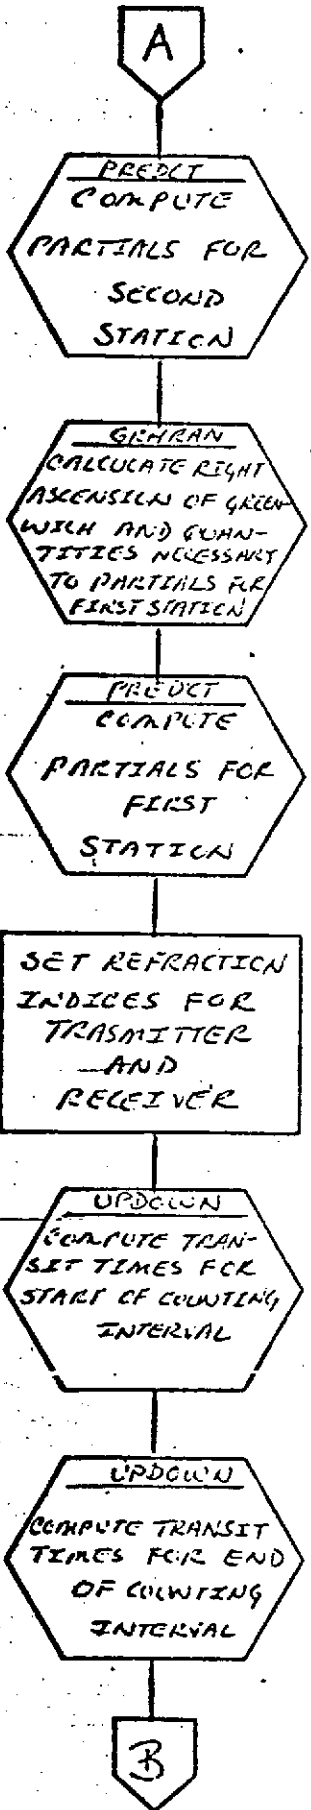 A
PREDCT
COMPUTE
PARTIALS FOR
SECOND
STATION
GRHRAN
CALCULATE RIGHT
ASCENSION OF GREEN-
WICH AND QUAN-
TITIES NECESSARY
TO PARTIALS FOR
FIRST STATION
PREDCT
COMPUTE
PARTIALS FOR
FIRST
STATION
SET REFRACTION
INDICES FOR
TRASMITTER
AND
RECEIVER
UPDOWN
COMPUTE TRAN-
SIT TIMES FOR
START OF COUNTING
INTERVAL
UPDOWN
COMPUTE TRANSIT
TIMES FOR END
OF COUNTING
INTERVAL
B